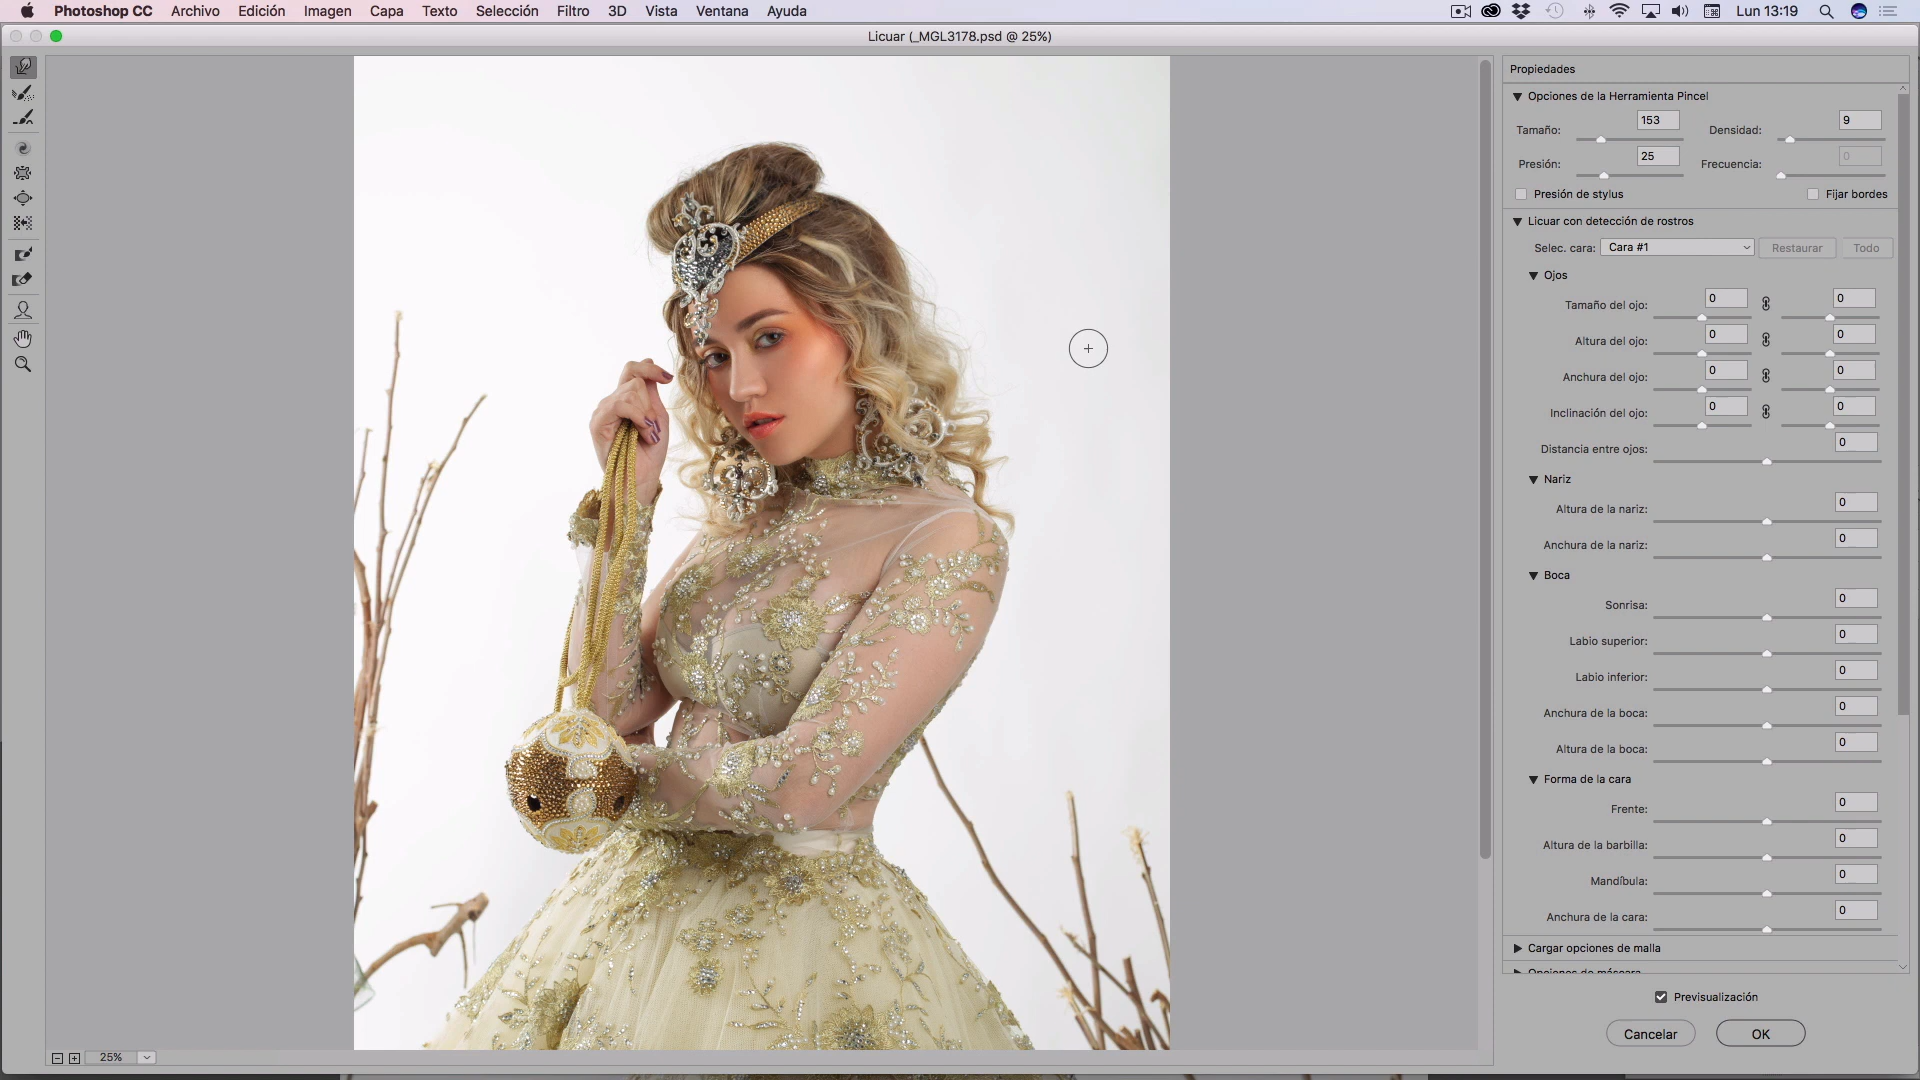 Photoshop CC Archivo Edición Imagen Capa Texto Selección Filtro 3D Vista Ventana Ayuda Lun 13:19
Licuar (_MGL3178.psd @ 25%)
Propiedades
Opciones de la Herramienta Pincel
Tamaño: 153 Densidad: 9
Presión: 25 Frecuencia: 0
Presión de stylus Fijar bordes
Licuar con detección de rostros
Selec. cara: Cara #1 Restaurar Todo
Ojos
Tamaño del ojo: 0 0
Altura del ojo: 0 0
Anchura del ojo: 0 0
Inclinación del ojo: 0 0
Distancia entre ojos: 0
Nariz
Altura de la nariz: 0
Anchura de la nariz: 0
Boca
Sonrisa: 0
Labio superior: 0
Labio inferior: 0
Anchura de la boca: 0
Altura de la boca: 0
Forma de la cara
Frente: 0
Altura de la barbilla: 0
Mandíbula: 0
Anchura de la cara: 0
Cargar opciones de malla
Opciones de máscara
Previsualización
Cancelar OK
25%